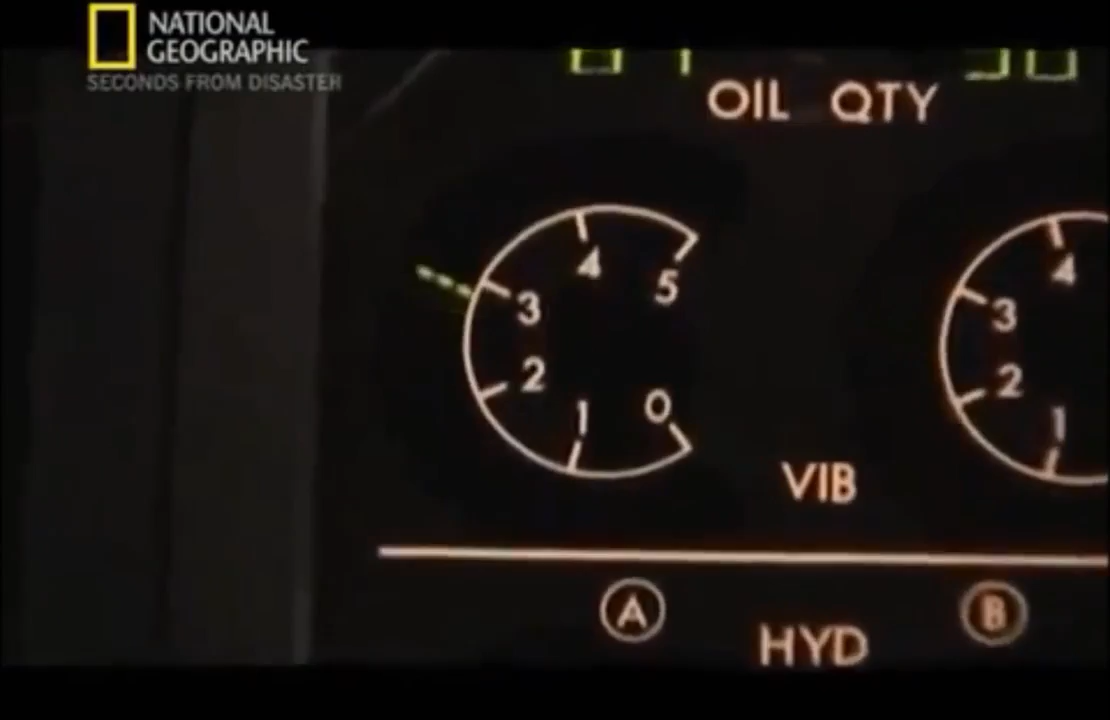 NATIONAL
GEOGRAPHIC
SECONDS FROM DISASTER
OIL QTY
4
5
3
2
1
0
4
3
2
1
VIB
A
B
HYD